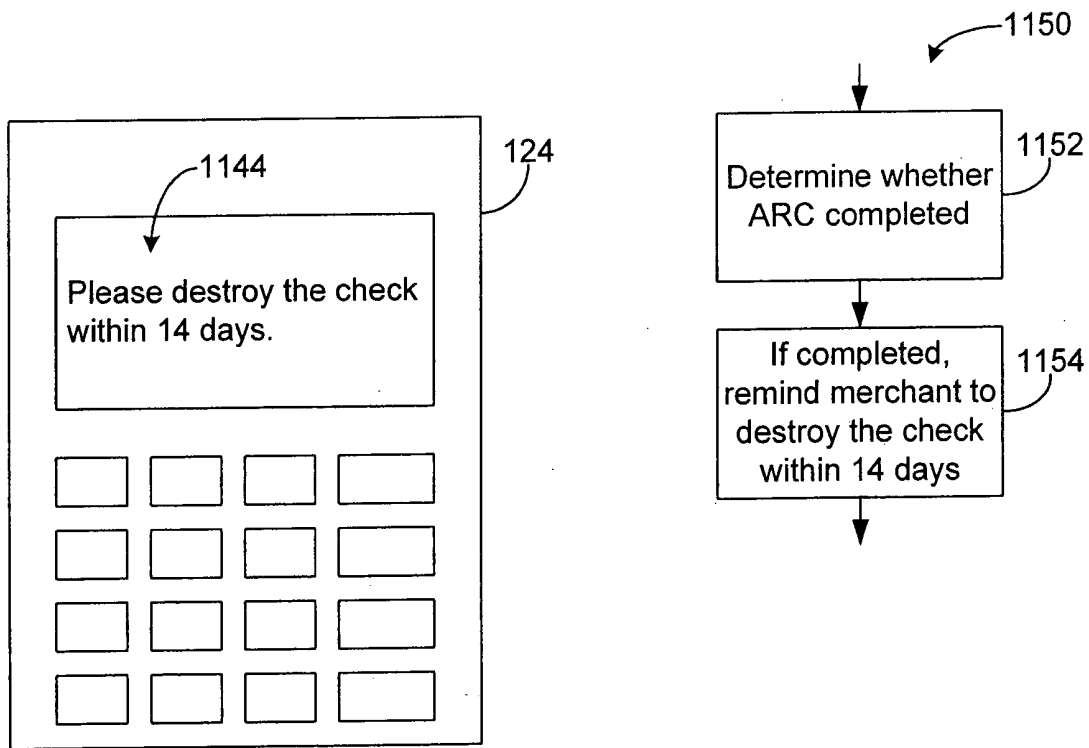 1144
124
Please destroy the check
within 14 days.
1150
1152
Determine whether
ARC completed
1154
If completed,
remind merchant to
destroy the check
within 14 days